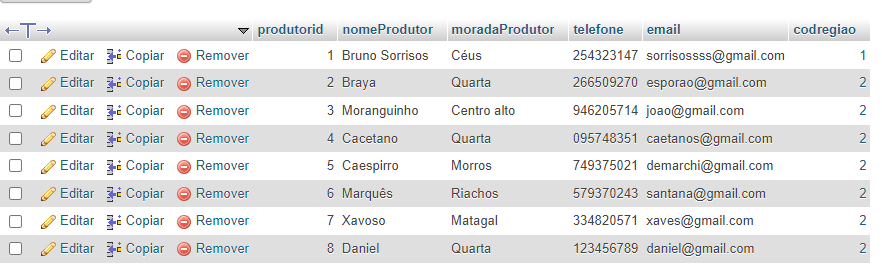 produtorid nomeProdutor moradaProdutor telefone email codregiao
Editar Copiar Remover 1 Bruno Sorrisos Céus 254323147 sorrisossss@gmail.com 1
Editar Copiar Remover 2 Braya Quarta 266509270 esporao@gmail.com 2
Editar Copiar Remover 3 Moranguinho Centro alto 946205714 joao@gmail.com 2
Editar Copiar Remover 4 Cacetano Quarta 095748351 caetanos@gmail.com 2
Editar Copiar Remover 5 Caespirro Morros 749375021 demarchi@gmail.com 2
Editar Copiar Remover 6 Marquês Riachos 579370243 santana@gmail.com 2
Editar Copiar Remover 7 Xavoso Matagal 334820571 xaves@gmail.com 2
Editar Copiar Remover 8 Daniel Quarta 123456789 daniel@gmail.com 2